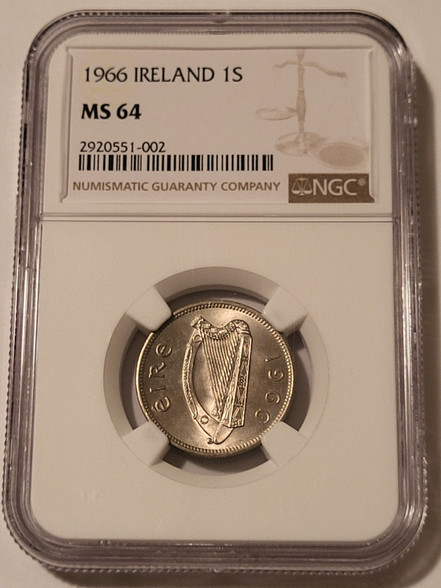 1966 IRELAND 1S
MS 64
2920551-002
NUMISMATIC GUARANTY COMPANY
NGC®
éIRe
1966